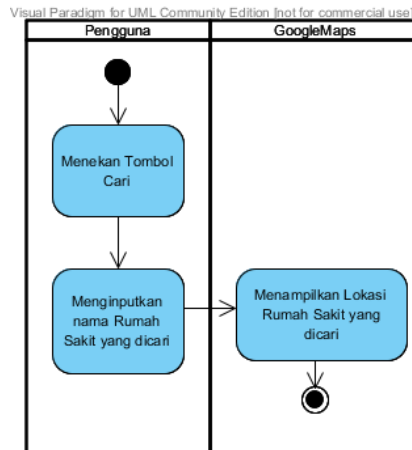 Visual Paradigm for UML Community Edition [not for commercial use]
Pengguna
GoogleMaps
Menekan Tombol
Cari
Menginputkan
nama Rumah
Sakit yang dicari
Menampilkan Lokasi
Rumah Sakit yang
dicari